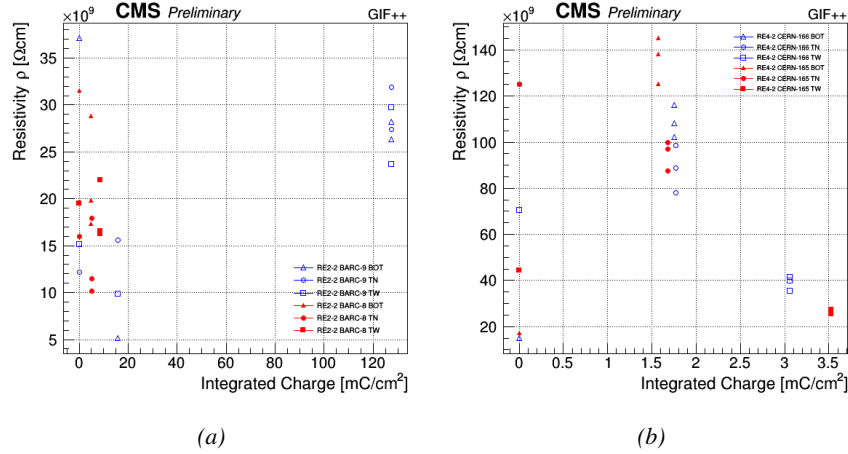 CMS Preliminary GIF++
×10⁹
Resistivity ρ [Ωcm]
35
30
25
20
15
10
5
RE2-2 BARC-9 BOT
RE2-2 BARC-9 TN
RE2-2 BARC-9 TW
RE2-2 BARC-8 BOT
RE2-2 BARC-8 TN
RE2-2 BARC-8 TW
0 20 40 60 80 100 120
Integrated Charge [mC/cm²]
(a)
CMS Preliminary GIF++
×10⁹
Resistivity ρ [Ωcm]
140
120
100
80
60
40
20
RE4-2 CERN-166 BOT
RE4-2 CERN-166 TN
RE4-2 CERN-166 TW
RE4-2 CERN-165 BOT
RE4-2 CERN-165 TN
RE4-2 CERN-165 TW
0 0.5 1 1.5 2 2.5 3 3.5
Integrated Charge [mC/cm²]
(b)